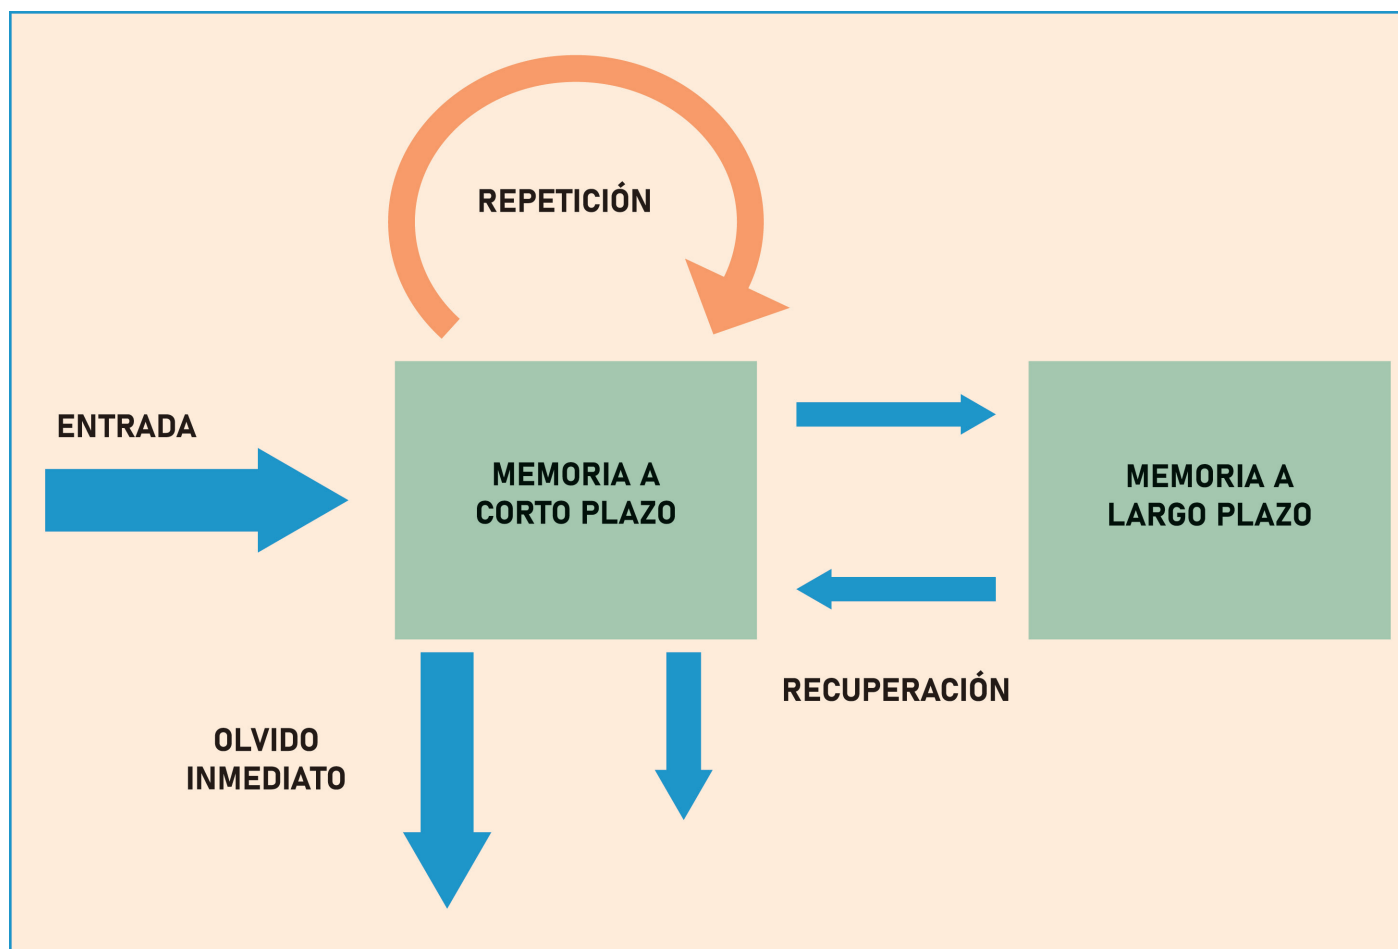 REPETICIÓN
ENTRADA
MEMORIA A
CORTO PLAZO
MEMORIA A
LARGO PLAZO
RECUPERACIÓN
OLVIDO
INMEDIATO